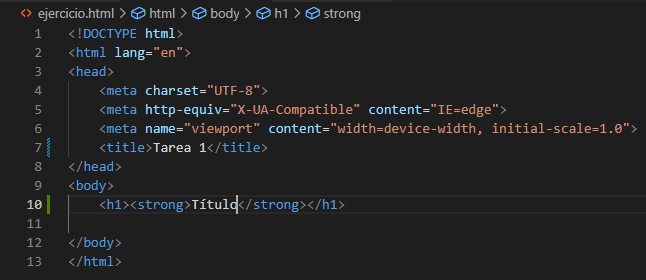 ejercicio.html > html > body > h1 > strong
1 <!DOCTYPE html>
2 <html lang="en">
3 <head>
4 <meta charset="UTF-8">
5 <meta http-equiv="X-UA-Compatible" content="IE=edge">
6 <meta name="viewport" content="width=device-width, initial-scale=1.0">
7 <title>Tarea 1</title>
8 </head>
9 <body>
10 <h1><strong>Título</strong></h1>
11
12 </body>
13 </html>